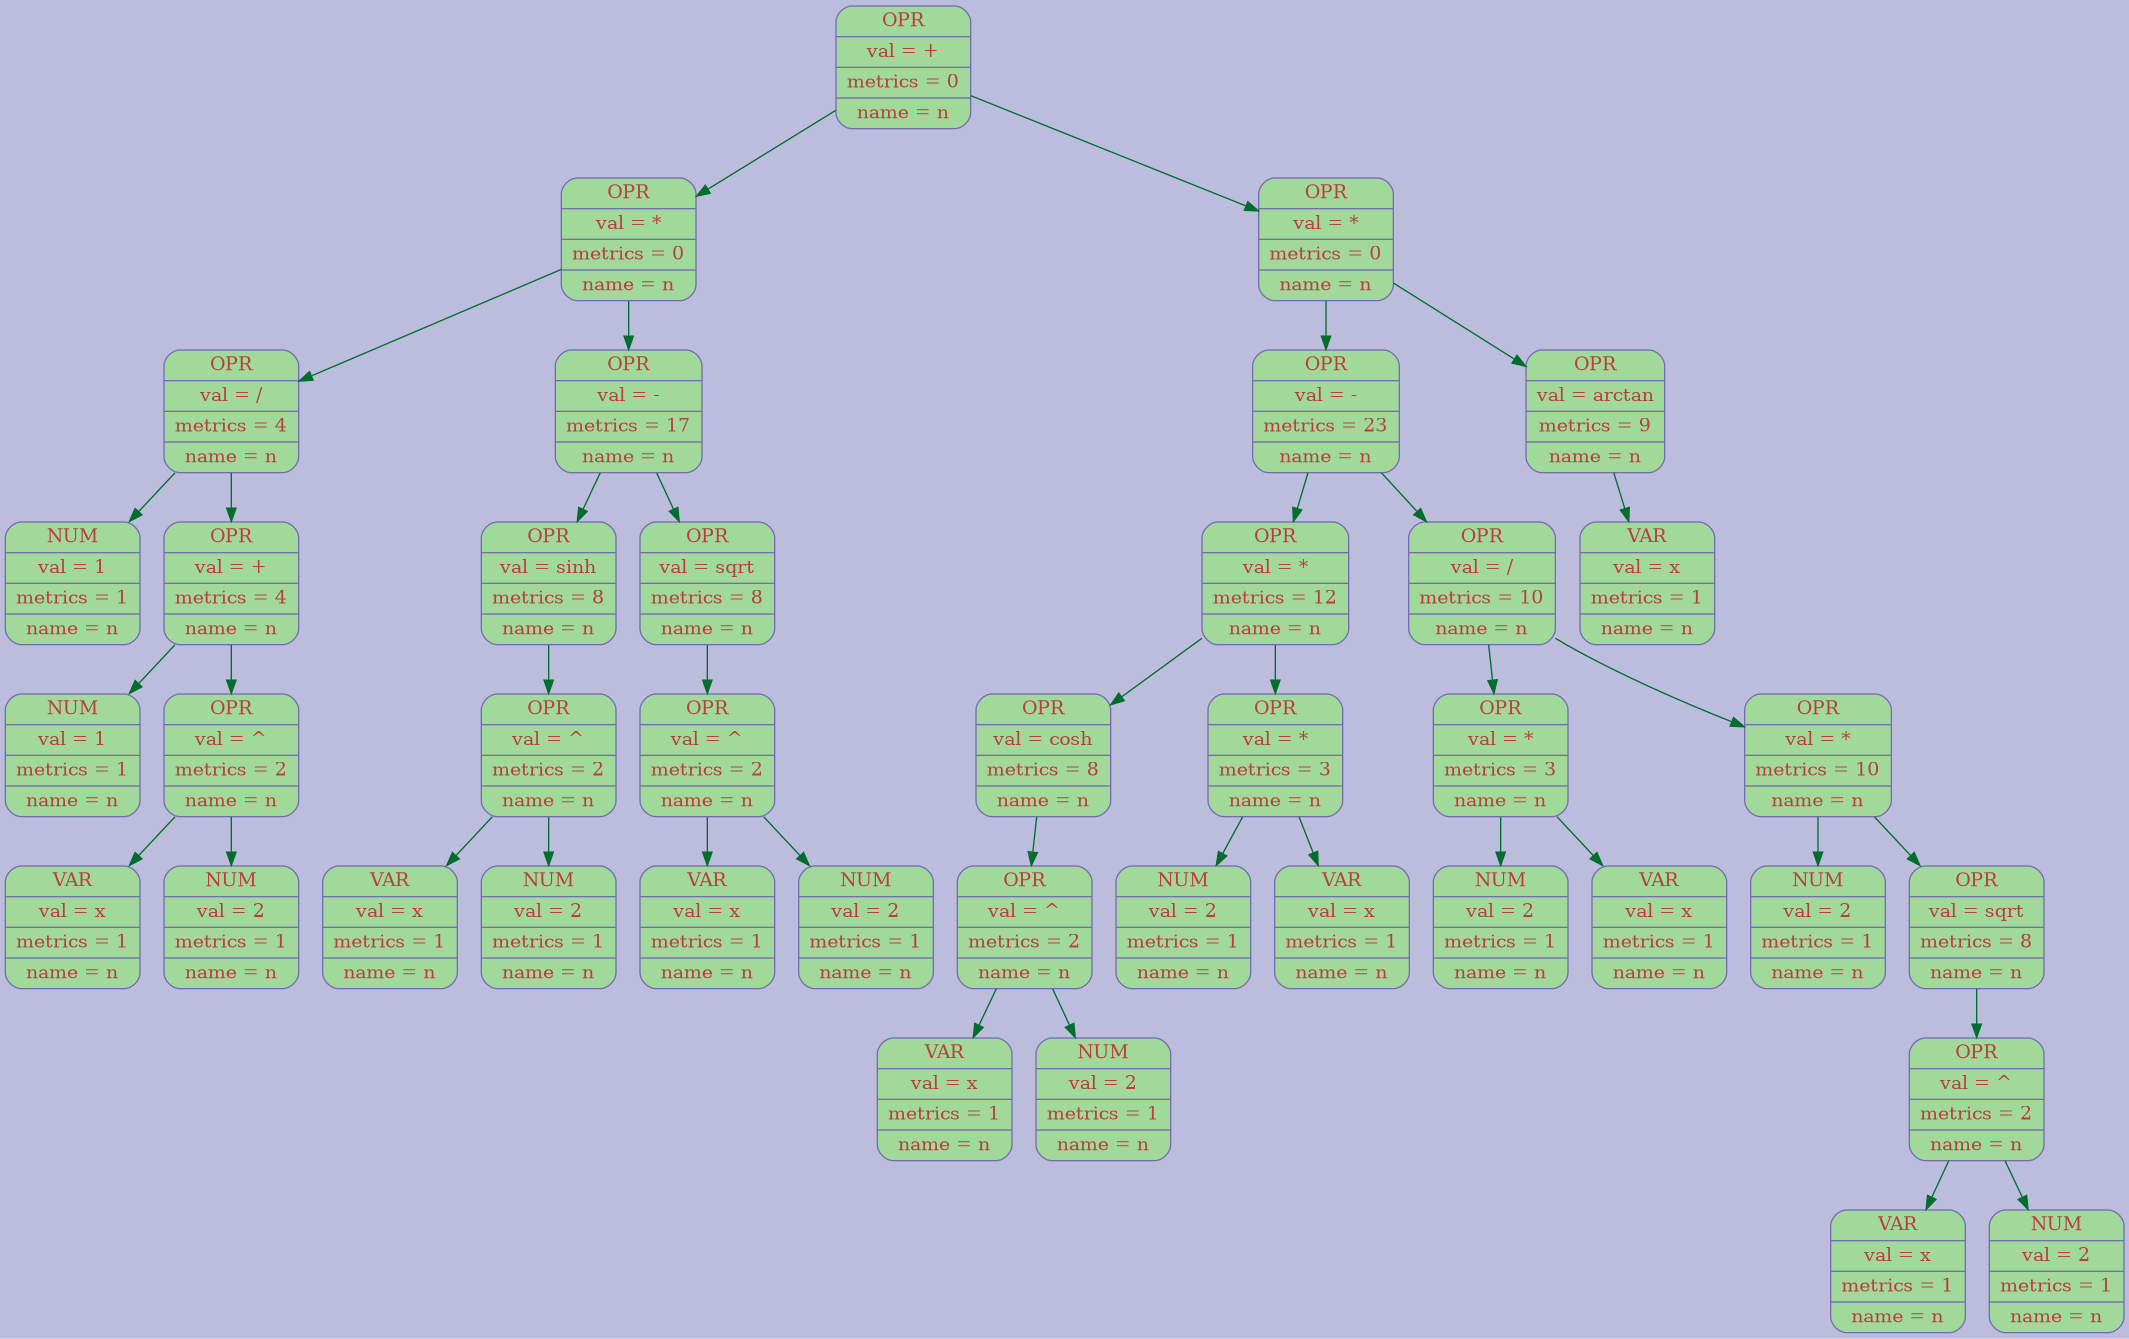 OPR
val = +
metrics = 0
name = n
OPR
val = *
metrics = 0
name = n
OPR
val = *
metrics = 0
name = n
OPR
val = /
metrics = 4
name = n
OPR
val = -
metrics = 17
name = n
OPR
val = -
metrics = 23
name = n
OPR
val = arctan
metrics = 9
name = n
NUM
val = 1
metrics = 1
name = n
OPR
val = +
metrics = 4
name = n
OPR
val = sinh
metrics = 8
name = n
OPR
val = sqrt
metrics = 8
name = n
OPR
val = *
metrics = 12
name = n
OPR
val = /
metrics = 10
name = n
VAR
val = x
metrics = 1
name = n
NUM
val = 1
metrics = 1
name = n
OPR
val = ^
metrics = 2
name = n
OPR
val = ^
metrics = 2
name = n
OPR
val = ^
metrics = 2
name = n
OPR
val = cosh
metrics = 8
name = n
OPR
val = *
metrics = 3
name = n
OPR
val = *
metrics = 3
name = n
OPR
val = *
metrics = 10
name = n
VAR
val = x
metrics = 1
name = n
NUM
val = 2
metrics = 1
name = n
VAR
val = x
metrics = 1
name = n
NUM
val = 2
metrics = 1
name = n
VAR
val = x
metrics = 1
name = n
NUM
val = 2
metrics = 1
name = n
OPR
val = ^
metrics = 2
name = n
NUM
val = 2
metrics = 1
name = n
VAR
val = x
metrics = 1
name = n
NUM
val = 2
metrics = 1
name = n
VAR
val = x
metrics = 1
name = n
NUM
val = 2
metrics = 1
name = n
OPR
val = sqrt
metrics = 8
name = n
VAR
val = x
metrics = 1
name = n
NUM
val = 2
metrics = 1
name = n
OPR
val = ^
metrics = 2
name = n
VAR
val = x
metrics = 1
name = n
NUM
val = 2
metrics = 1
name = n